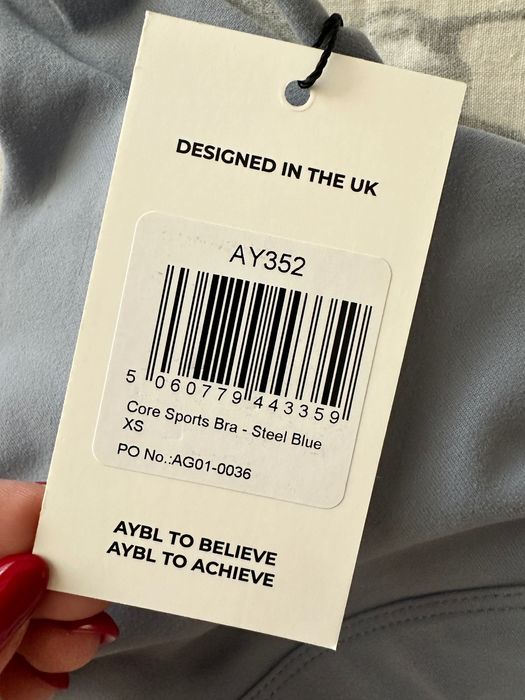 DESIGNED IN THE UK
AY352
5 060779 443359
Core Sports Bra - Steel Blue
XS
PO No.:AG01-0036
AYBL TO BELIEVE
AYBL TO ACHIEVE